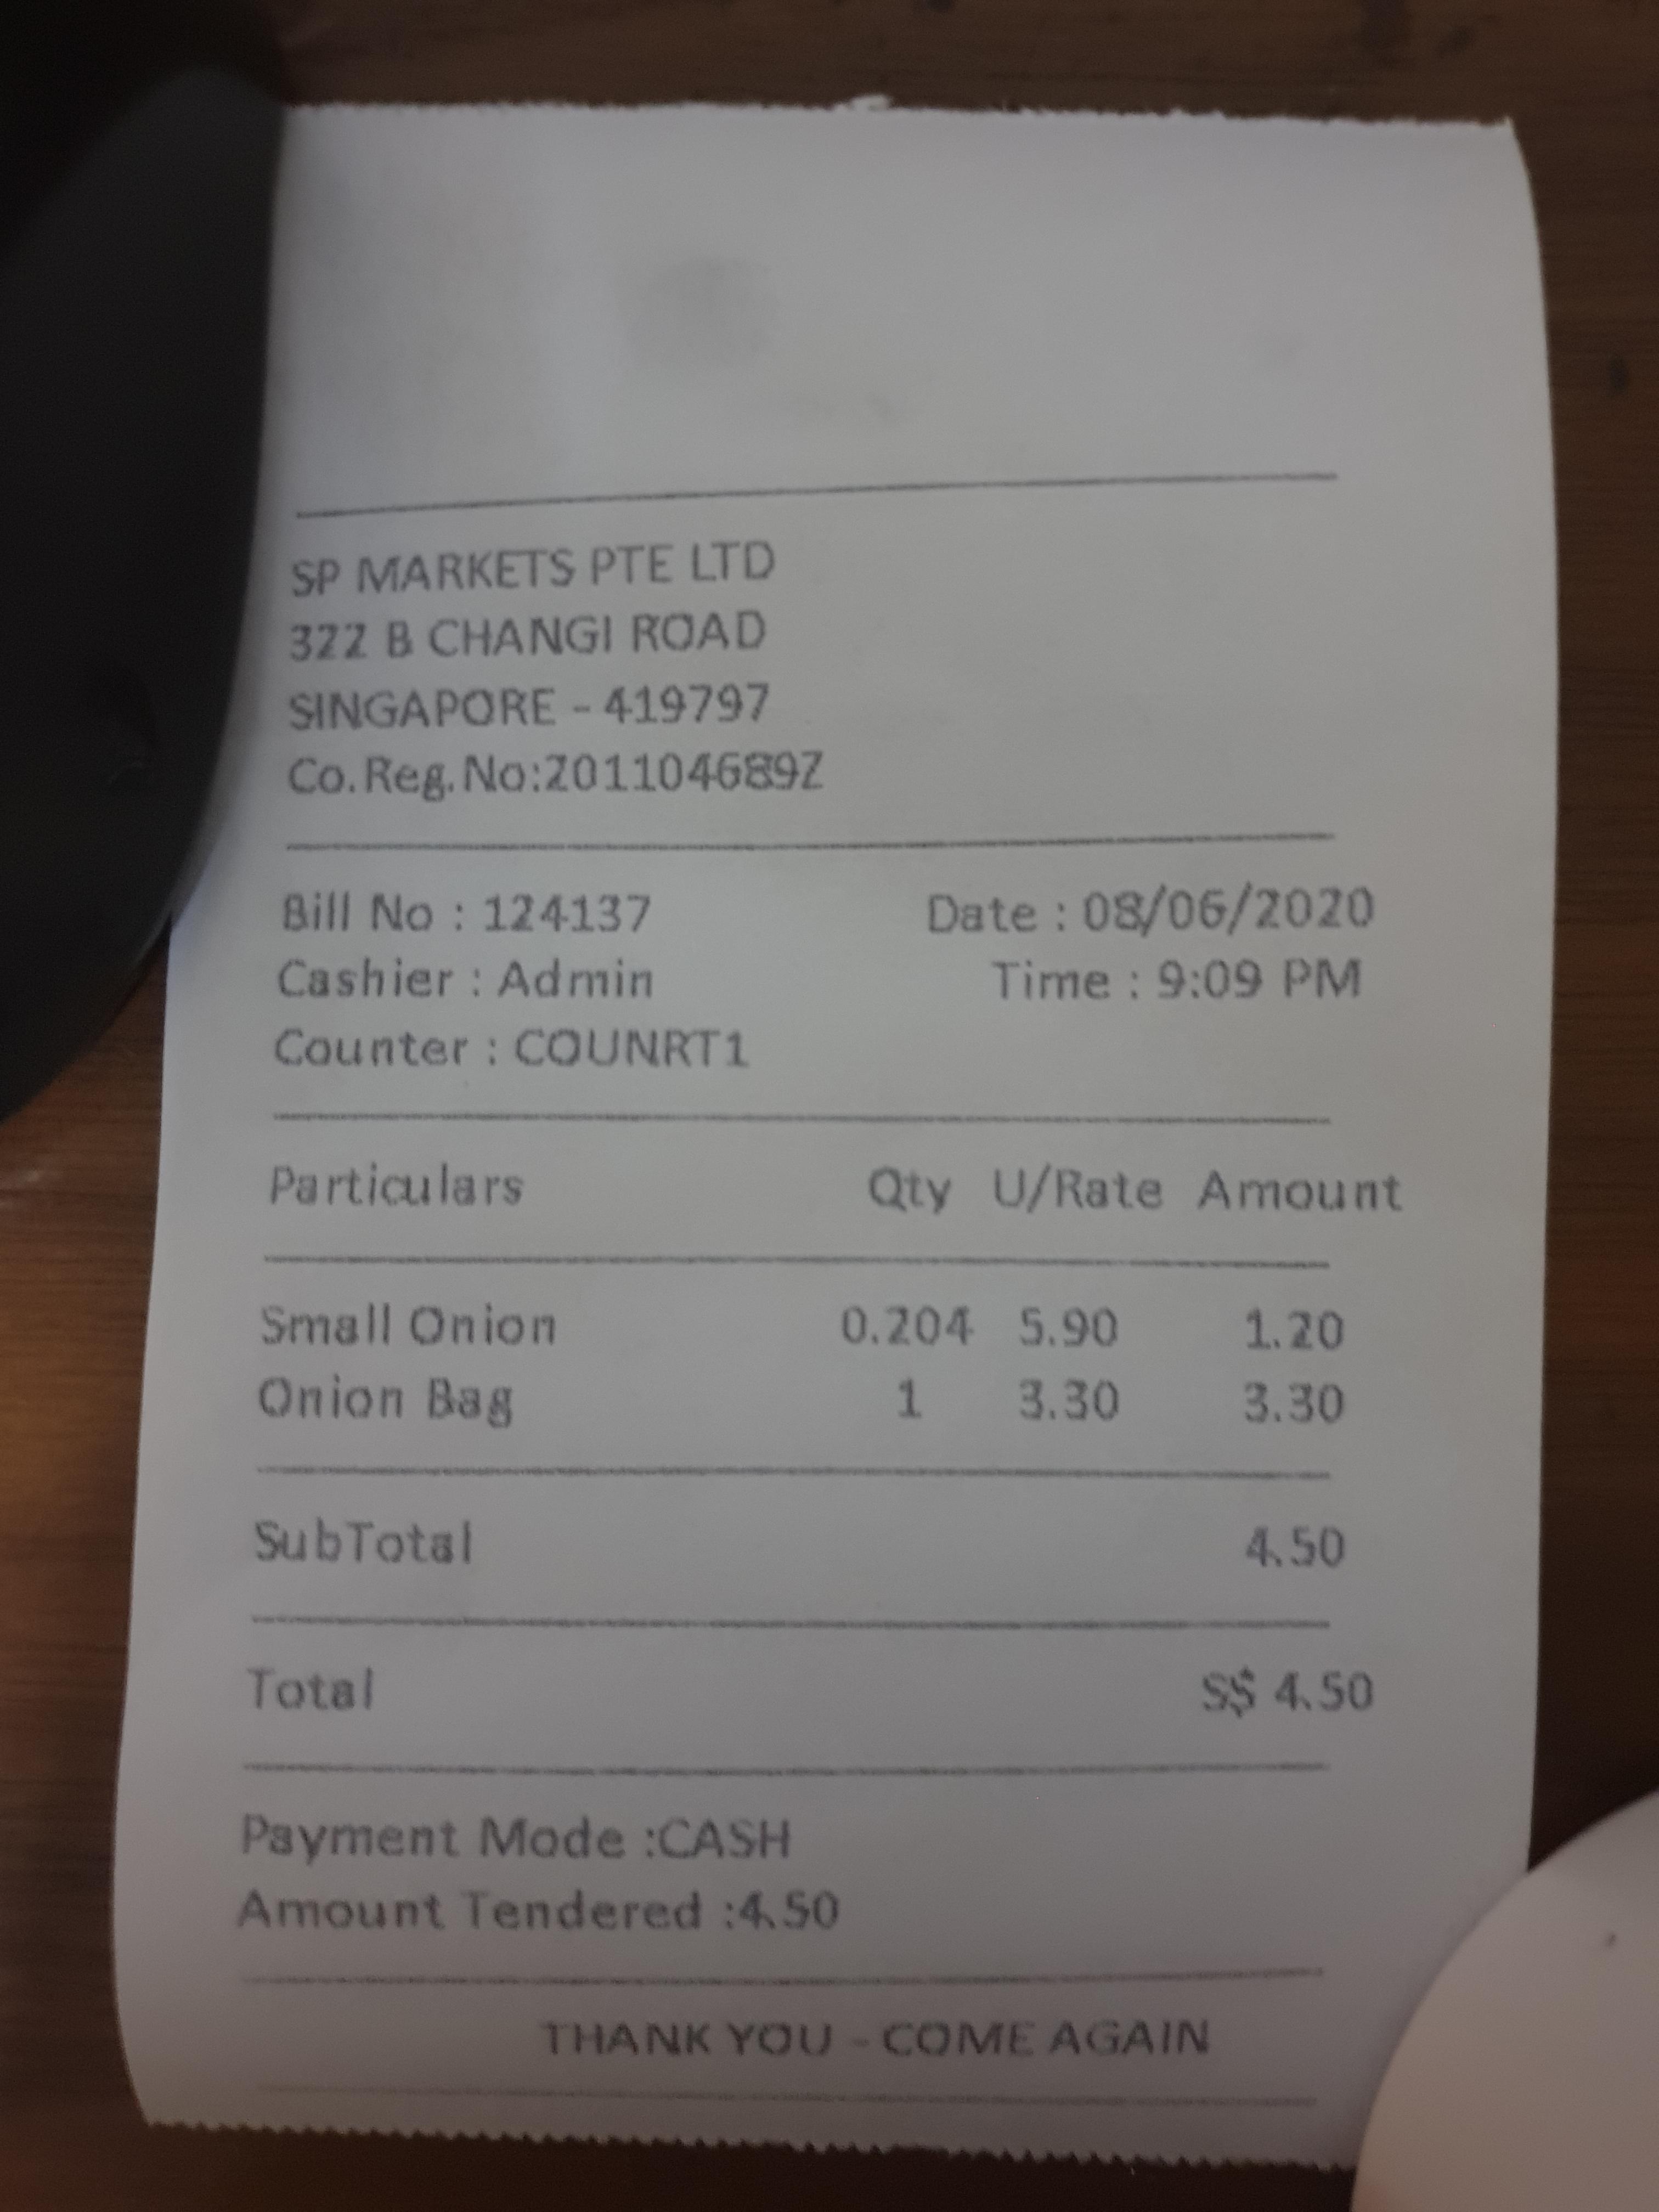 SP MARKETS PTE LTD
322 B CHANGI ROAD
SINGAPORE - 419797
Co.Reg.No:201104689Z
Bill No : 124137 Date : 08/06/2020
Cashier : Admin Time : 9:09 PM
Counter : COUNRT1
Particulars Qty U/Rate Amount
Small Onion 0.204 5.90 1.20
Onion Bag 1 3.30 3.30
SubTotal 4.50
Total S$ 4.50
Payment Mode :CASH
Amount Tendered :4.50
THANK YOU - COME AGAIN